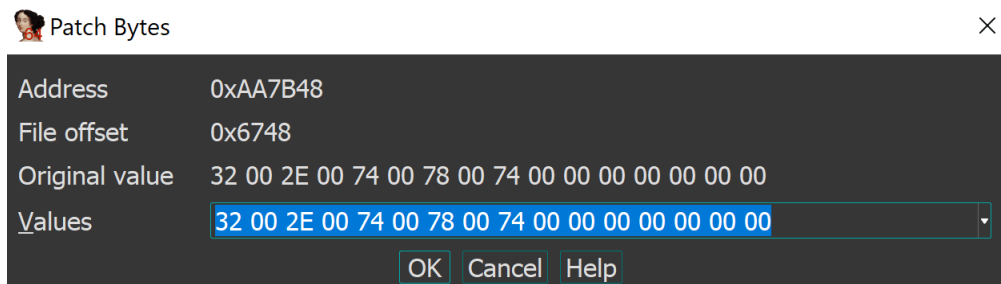 64 Patch Bytes
Address 0xAA7B48
File offset 0x6748
Original value 32 00 2E 00 74 00 78 00 74 00 00 00 00 00 00 00
Values 32 00 2E 00 74 00 78 00 74 00 00 00 00 00 00 00
OK Cancel Help